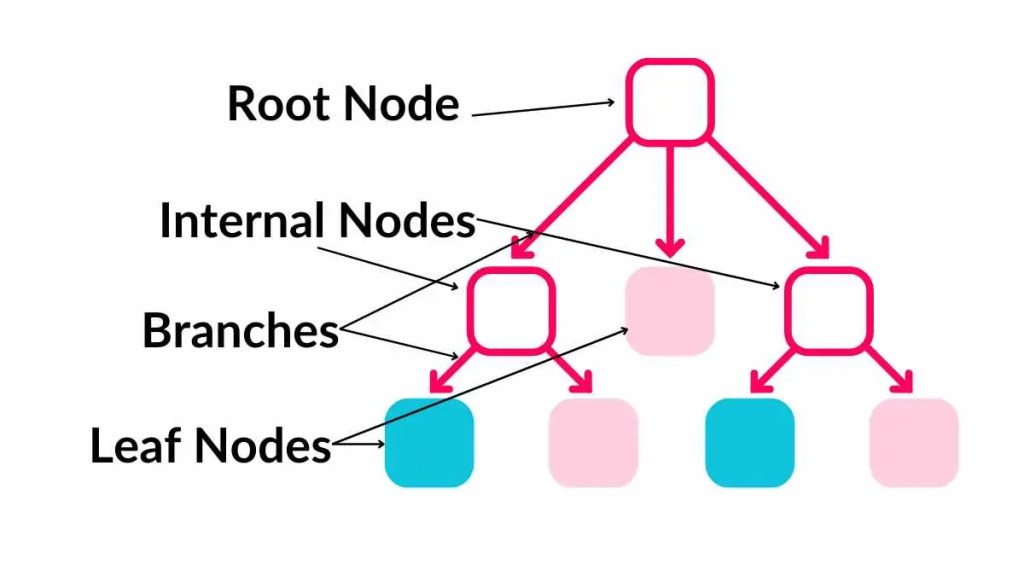 Root Node
Internal Nodes
Branches
Leaf Nodes